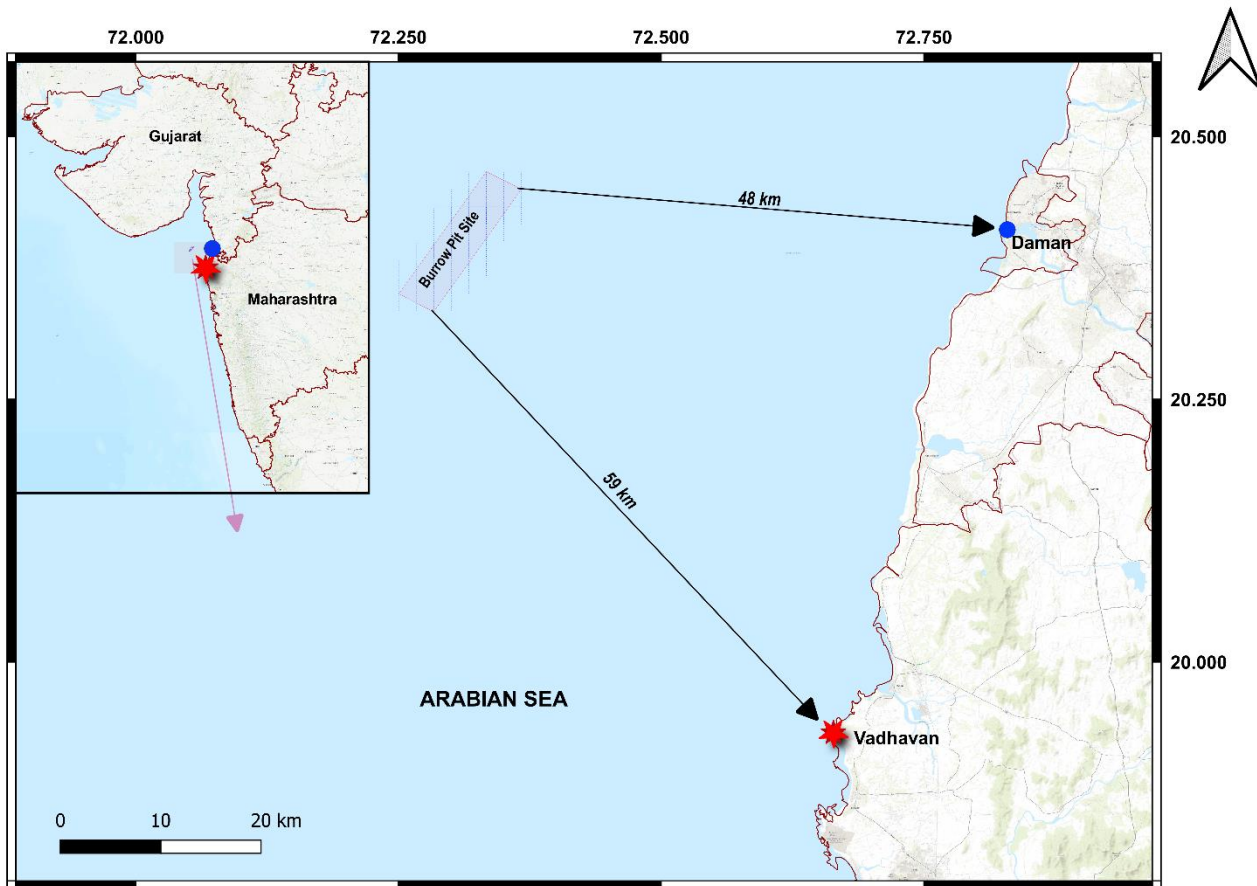 72.000 72.250 72.500 72.750
Gujarat
Maharashtra
Burrow Pit Site
48 km
Daman
20.500
20.250
59 km
20.000
ARABIAN SEA
Vadhavan
0 10 20 km